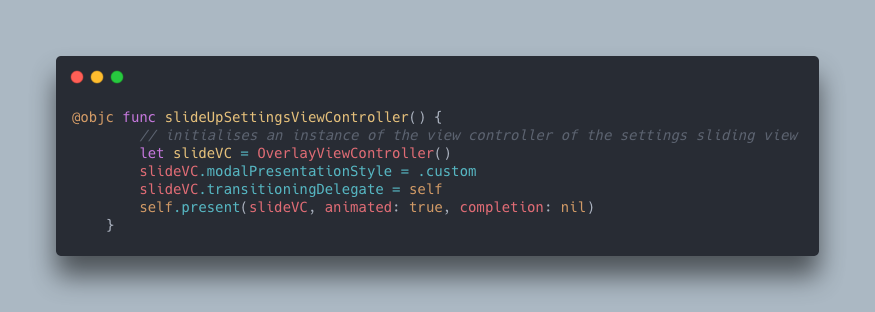 @objc func slideUpSettingsViewController() {
        // initialises an instance of the view controller of the settings sliding view
        let slideVC = OverlayViewController()
        slideVC.modalPresentationStyle = .custom
        slideVC.transitioningDelegate = self
        self.present(slideVC, animated: true, completion: nil)
    }